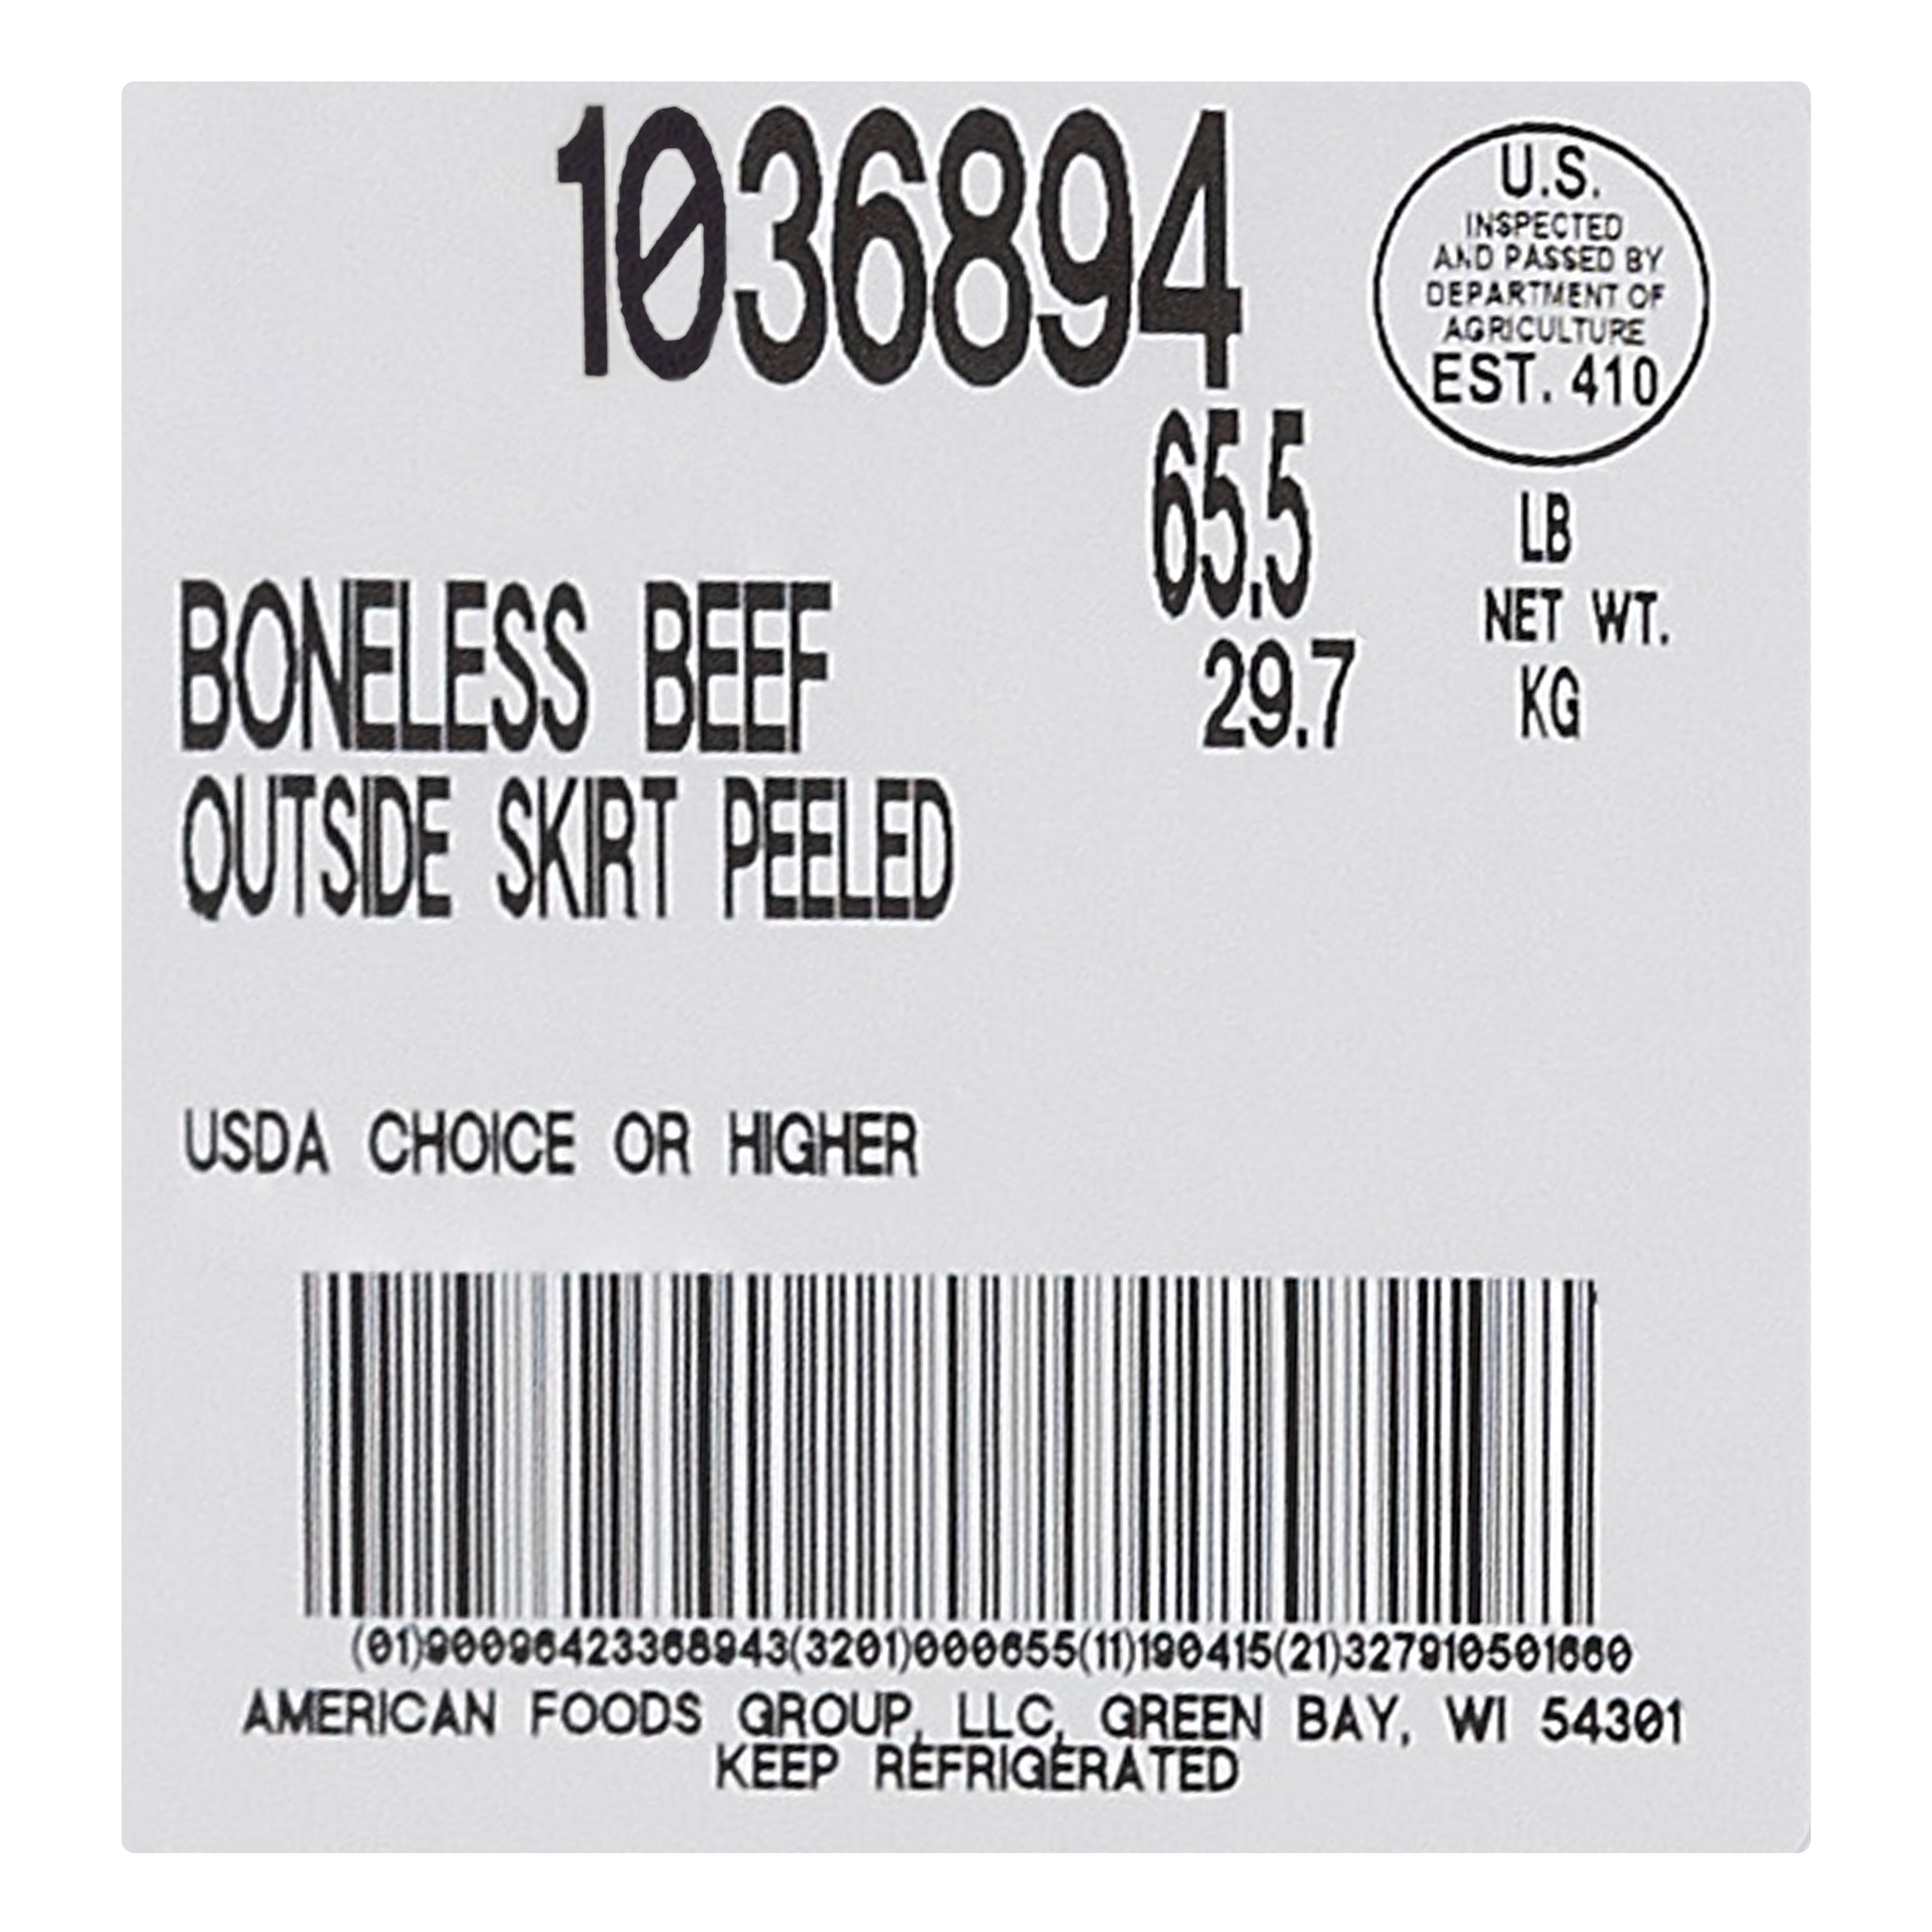 1036894
U.S.
INSPECTED
AND PASSED BY
DEPARTMENT OF
AGRICULTURE
EST. 410
65.5
LB
NET WT.
29.7
KG
BONELESS BEEF
OUTSIDE SKIRT PEELED
USDA CHOICE OR HIGHER
(01)90096423368943(3201)000655(11)190415(21)327910501660
AMERICAN FOODS GROUP, LLC, GREEN BAY, WI 54301
KEEP REFRIGERATED